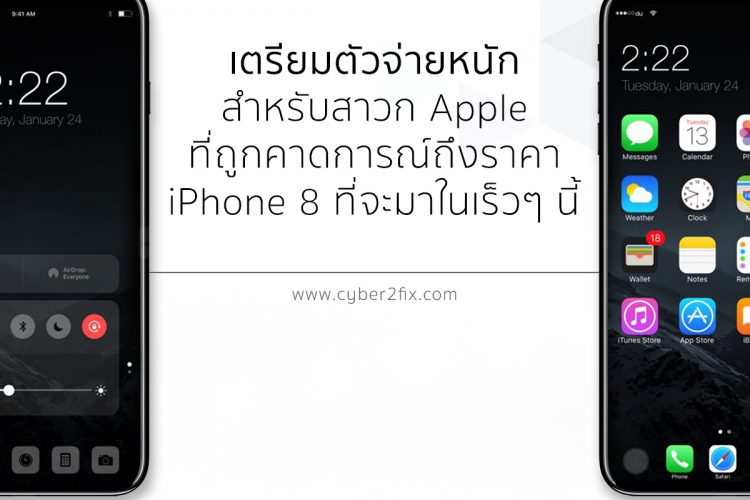 9:41 AM
2:22
ay, January 24
AirDrop:
Everyone
เตรียมตัวจ่ายหนัก
สำหรับสาวก Apple
ที่ถูกคาดการณ์ถึงราคา
iPhone 8 ที่จะมาในเร็วๆ นี้
www.cyber2fix.com
du
2:22
Tuesday, January 24
Tuesday
13
Messages
Calendar
Ph
Weather
Clock
M
18
Wallet
Notes
Rem
iTunes Store
App Store
iB
Phone
Safari